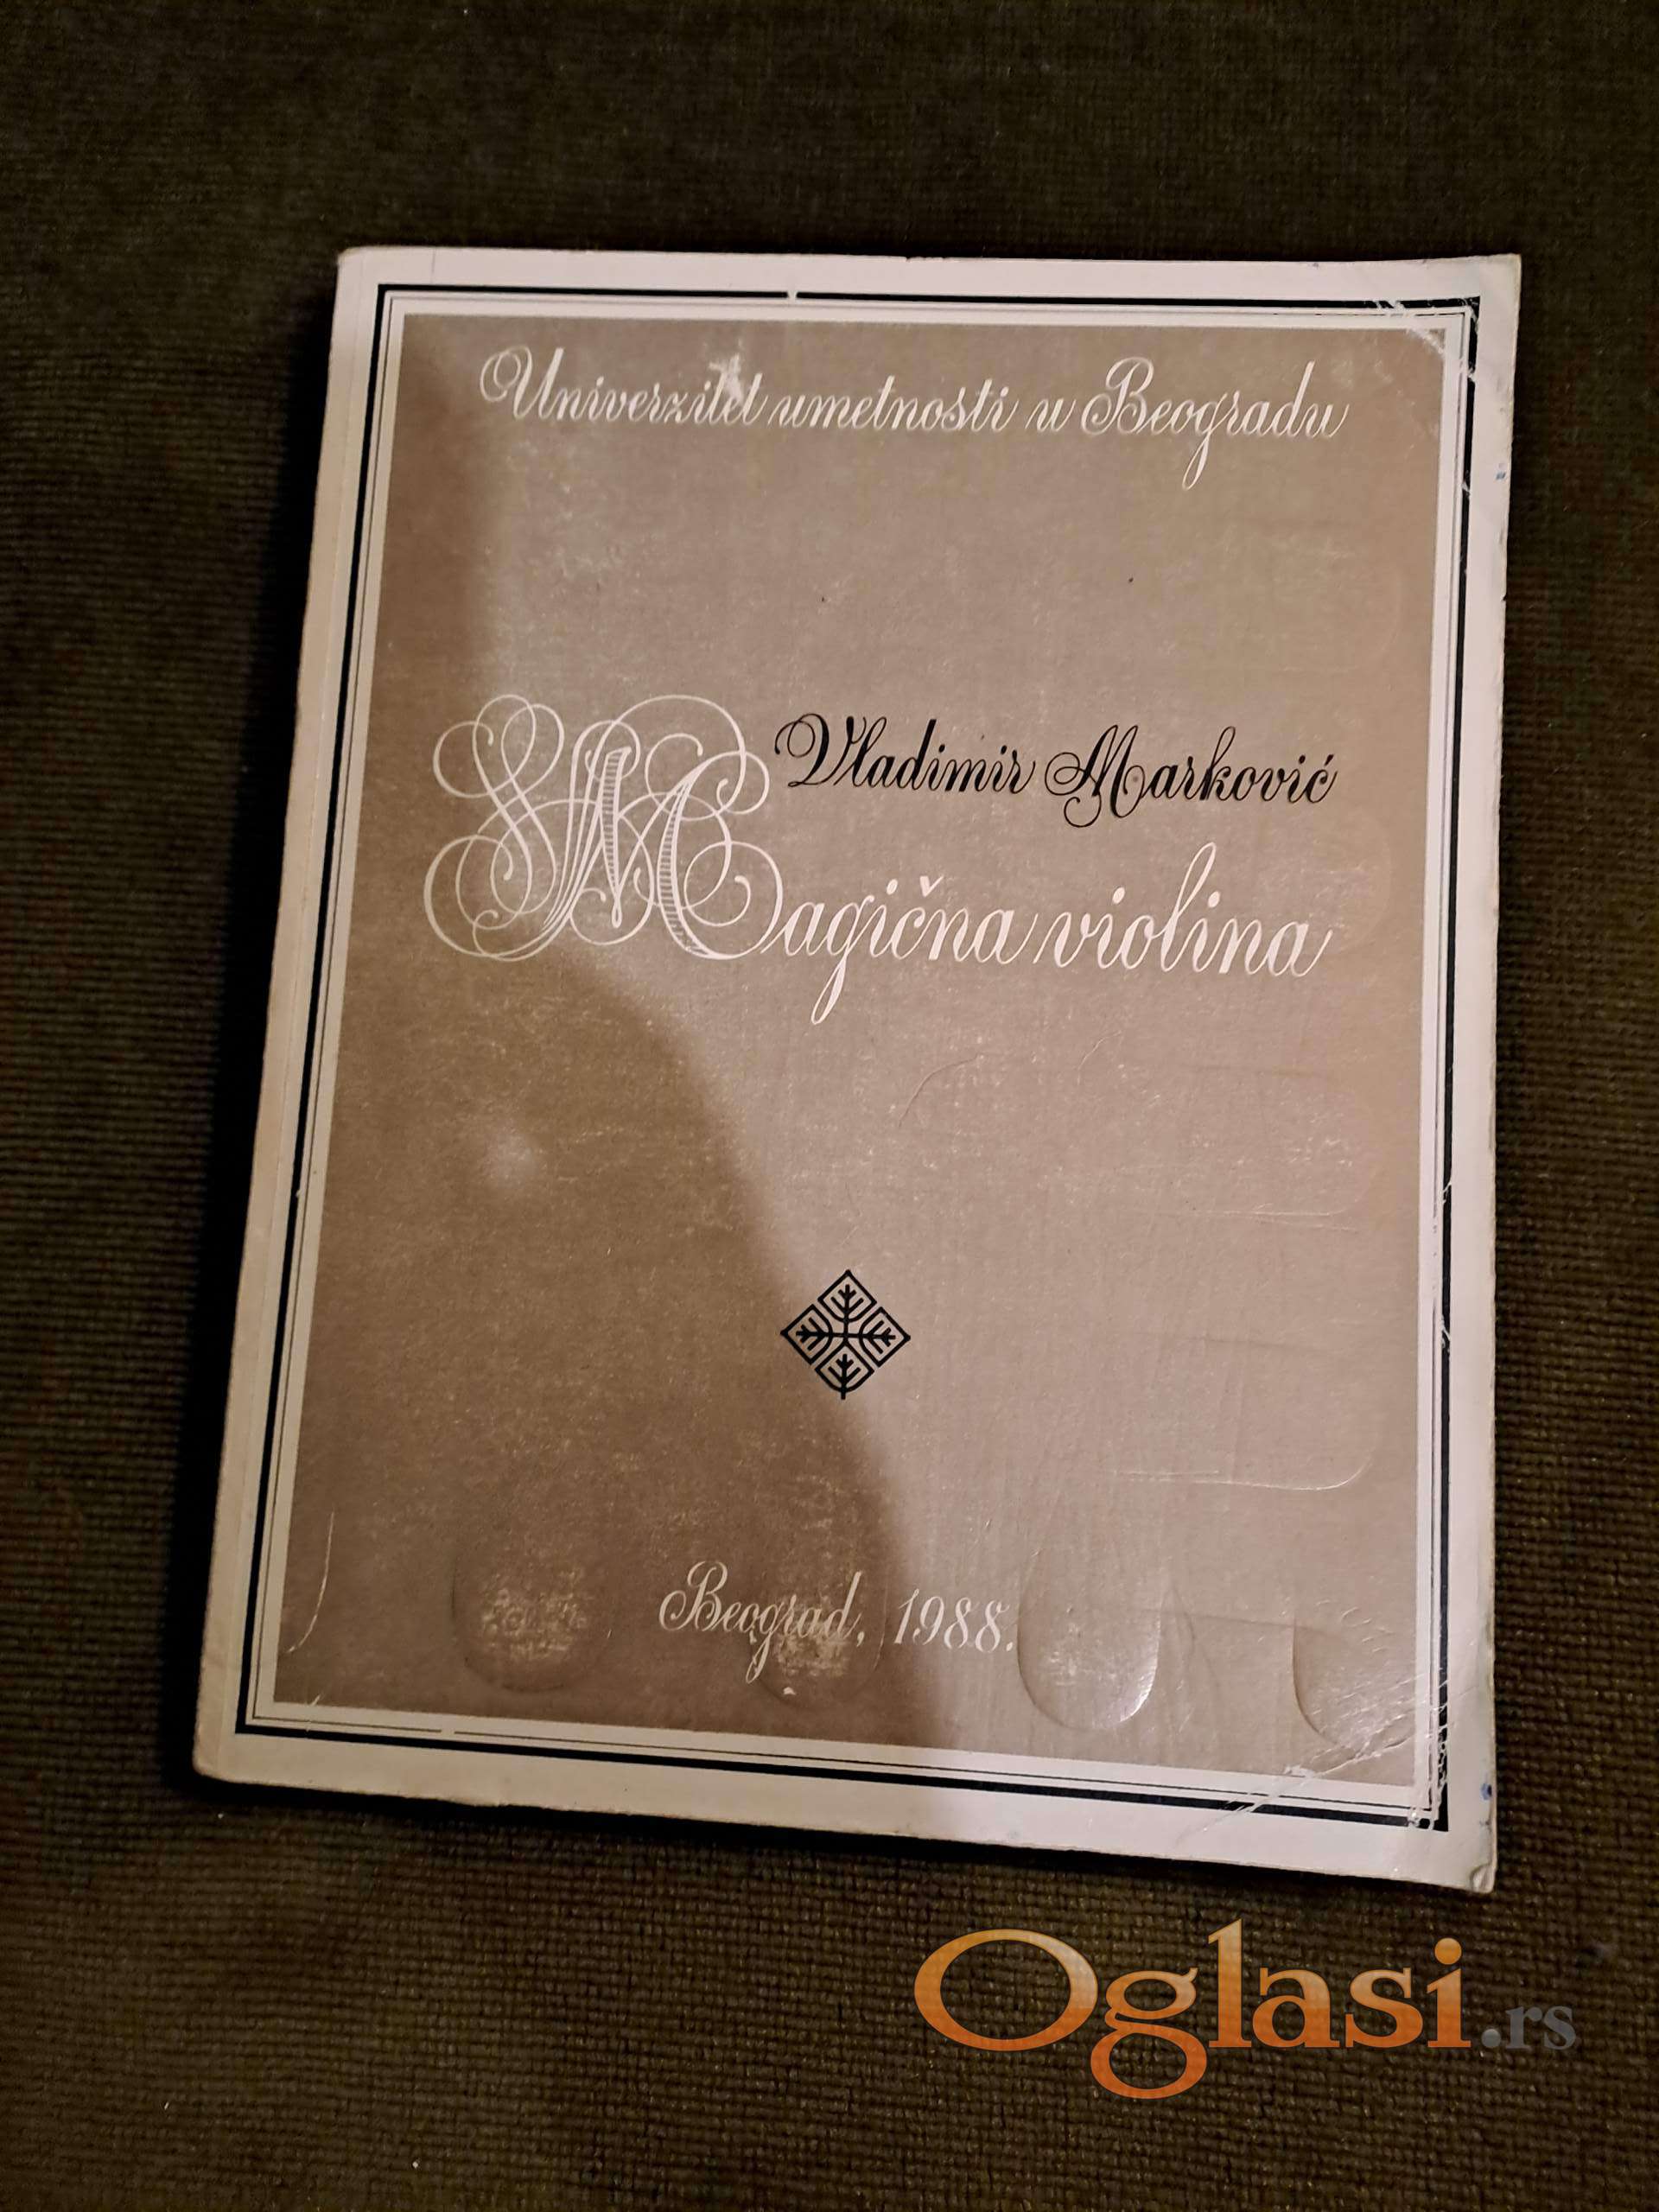 Univerzitet umetnosti u Beogradu
Vladimir Marković
Magična violina
Beograd, 1988.
Oglasi.rs